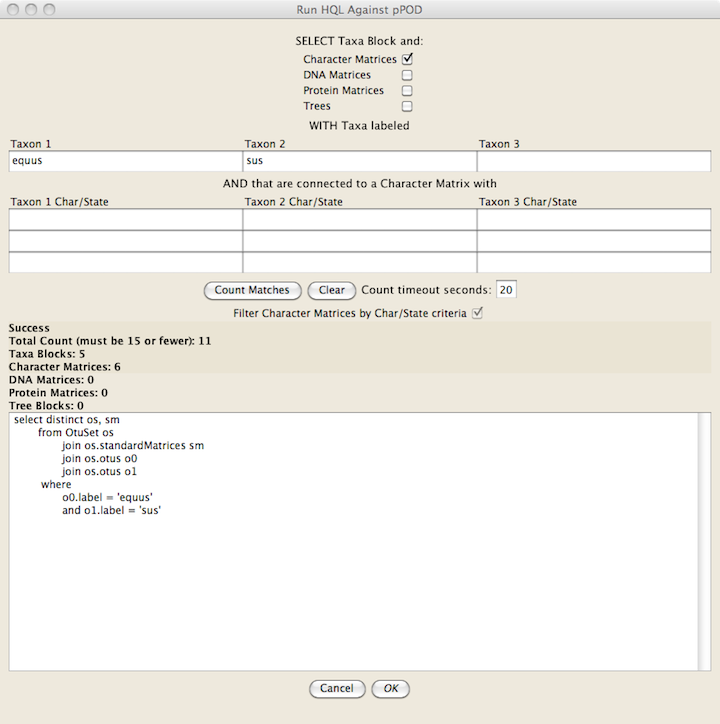 Run HQL Against pPOD
SELECT Taxa Block and:
Character Matrices
DNA Matrices
Protein Matrices
Trees
WITH Taxa labeled
Taxon 1 Taxon 2 Taxon 3
equus sus
AND that are connected to a Character Matrix with
Taxon 1 Char/State Taxon 2 Char/State Taxon 3 Char/State
Count Matches Clear Count timeout seconds: 20
Filter Character Matrices by Char/State criteria
Success
Total Count (must be 15 or fewer): 11
Taxa Blocks: 5
Character Matrices: 6
DNA Matrices: 0
Protein Matrices: 0
Tree Blocks: 0
select distinct os, sm
from OtuSet os
join os.standardMatrices sm
join os.otus o0
join os.otus o1
where
o0.label = 'equus'
and o1.label = 'sus'
Cancel OK